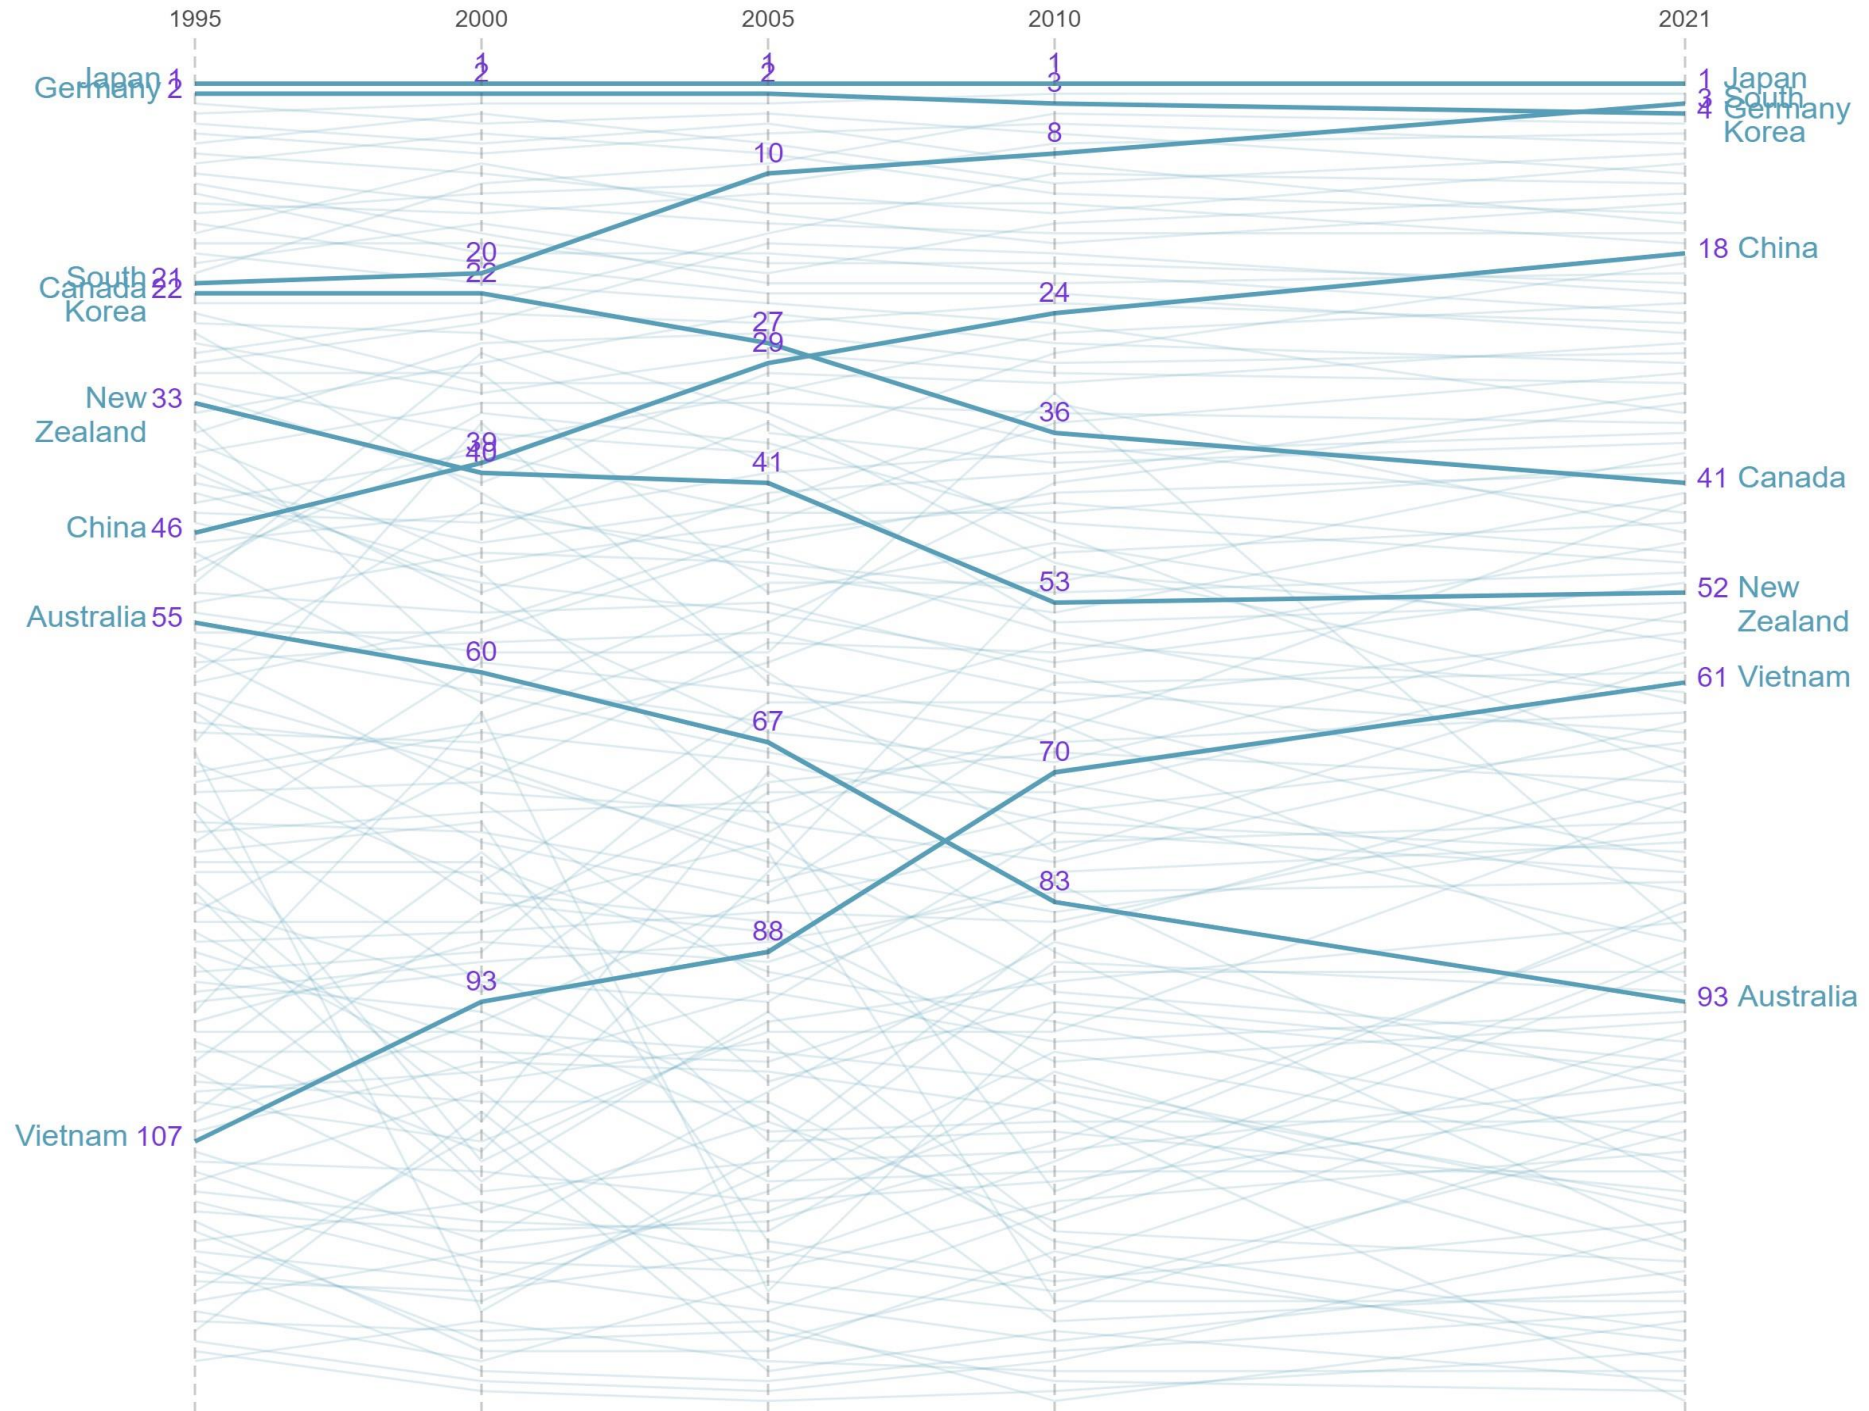 1995 2000 2005 2010 2021
Japan 1 1 1 1 1 Japan
Germany 2 2 2 3 3 South
4 Germany
8 Korea
10
20 18 China
South 21 22
Canada 22 24
Korea
27
29
New 33 36
Zealand 39
40 41 41 Canada
China 46
53 52 New
Australia 55 Zealand
60
67 61 Vietnam
70
83
88
93 93 Australia
Vietnam 107